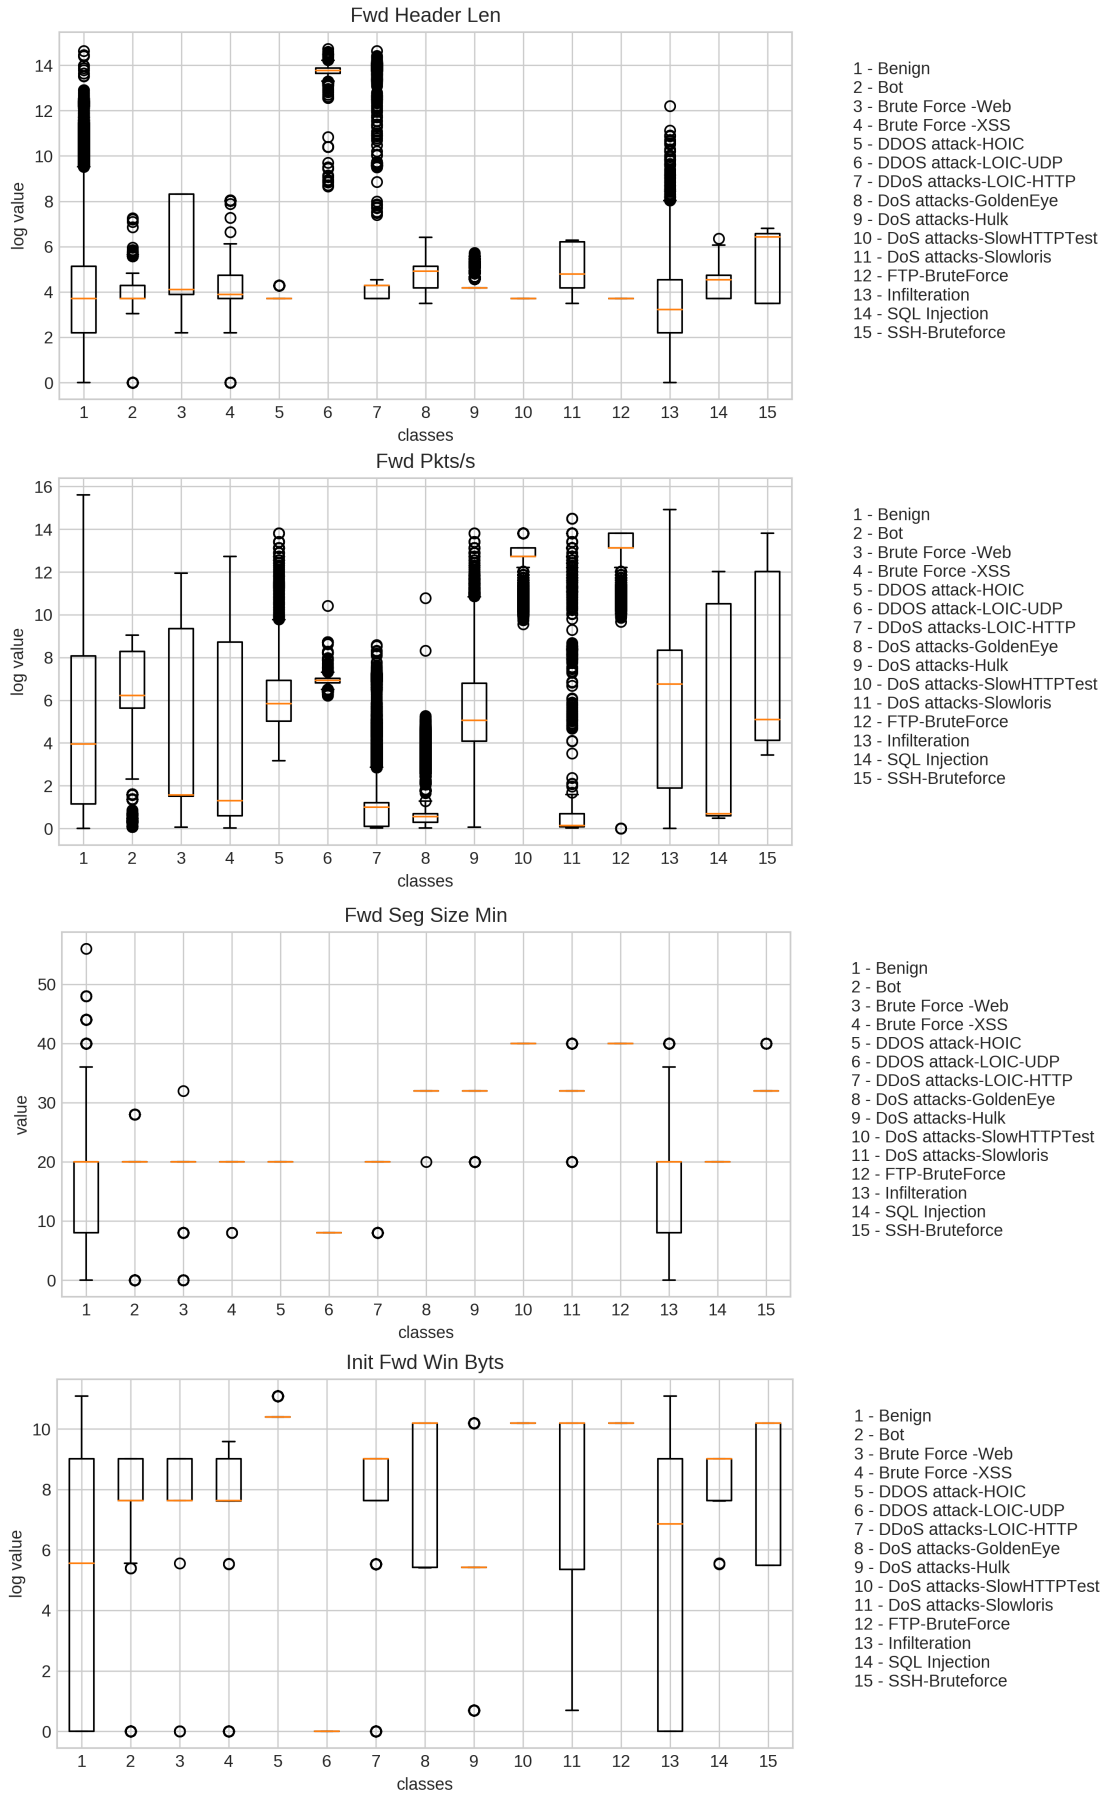 Fwd Header Len
log value
14
12
10
8
6
4
2
0
1 2 3 4 5 6 7 8 9 10 11 12 13 14 15
classes
1 - Benign
2 - Bot
3 - Brute Force -Web
4 - Brute Force -XSS
5 - DDOS attack-HOIC
6 - DDOS attack-LOIC-UDP
7 - DDoS attacks-LOIC-HTTP
8 - DoS attacks-GoldenEye
9 - DoS attacks-Hulk
10 - DoS attacks-SlowHTTPTest
11 - DoS attacks-Slowloris
12 - FTP-BruteForce
13 - Infilteration
14 - SQL Injection
15 - SSH-Bruteforce
Fwd Pkts/s
log value
16
14
12
10
8
6
4
2
0
1 2 3 4 5 6 7 8 9 10 11 12 13 14 15
classes
1 - Benign
2 - Bot
3 - Brute Force -Web
4 - Brute Force -XSS
5 - DDOS attack-HOIC
6 - DDOS attack-LOIC-UDP
7 - DDoS attacks-LOIC-HTTP
8 - DoS attacks-GoldenEye
9 - DoS attacks-Hulk
10 - DoS attacks-SlowHTTPTest
11 - DoS attacks-Slowloris
12 - FTP-BruteForce
13 - Infilteration
14 - SQL Injection
15 - SSH-Bruteforce
Fwd Seg Size Min
value
50
40
30
20
10
0
1 2 3 4 5 6 7 8 9 10 11 12 13 14 15
classes
1 - Benign
2 - Bot
3 - Brute Force -Web
4 - Brute Force -XSS
5 - DDOS attack-HOIC
6 - DDOS attack-LOIC-UDP
7 - DDoS attacks-LOIC-HTTP
8 - DoS attacks-GoldenEye
9 - DoS attacks-Hulk
10 - DoS attacks-SlowHTTPTest
11 - DoS attacks-Slowloris
12 - FTP-BruteForce
13 - Infilteration
14 - SQL Injection
15 - SSH-Bruteforce
Init Fwd Win Byts
log value
10
8
6
4
2
0
1 2 3 4 5 6 7 8 9 10 11 12 13 14 15
classes
1 - Benign
2 - Bot
3 - Brute Force -Web
4 - Brute Force -XSS
5 - DDOS attack-HOIC
6 - DDOS attack-LOIC-UDP
7 - DDoS attacks-LOIC-HTTP
8 - DoS attacks-GoldenEye
9 - DoS attacks-Hulk
10 - DoS attacks-SlowHTTPTest
11 - DoS attacks-Slowloris
12 - FTP-BruteForce
13 - Infilteration
14 - SQL Injection
15 - SSH-Bruteforce